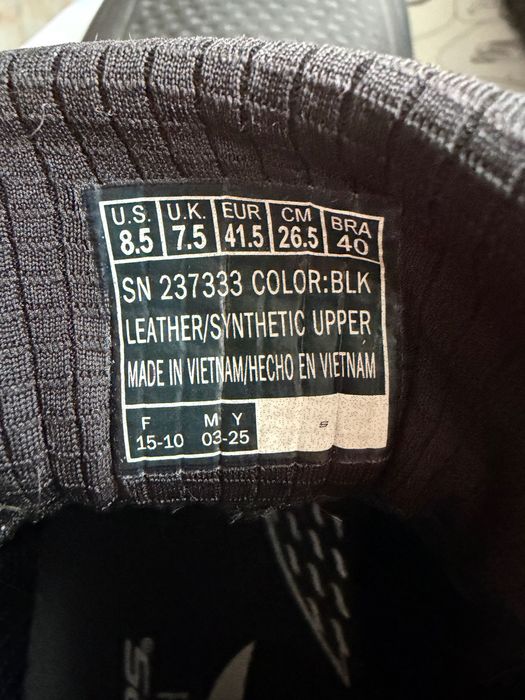 U.S. U.K. EUR CM BRA
8.5 7.5 41.5 26.5 40
SN 237333 COLOR:BLK
LEATHER/SYNTHETIC UPPER
MADE IN VIETNAM/HECHO EN VIETNAM
F M Y
15-10 03-25
S